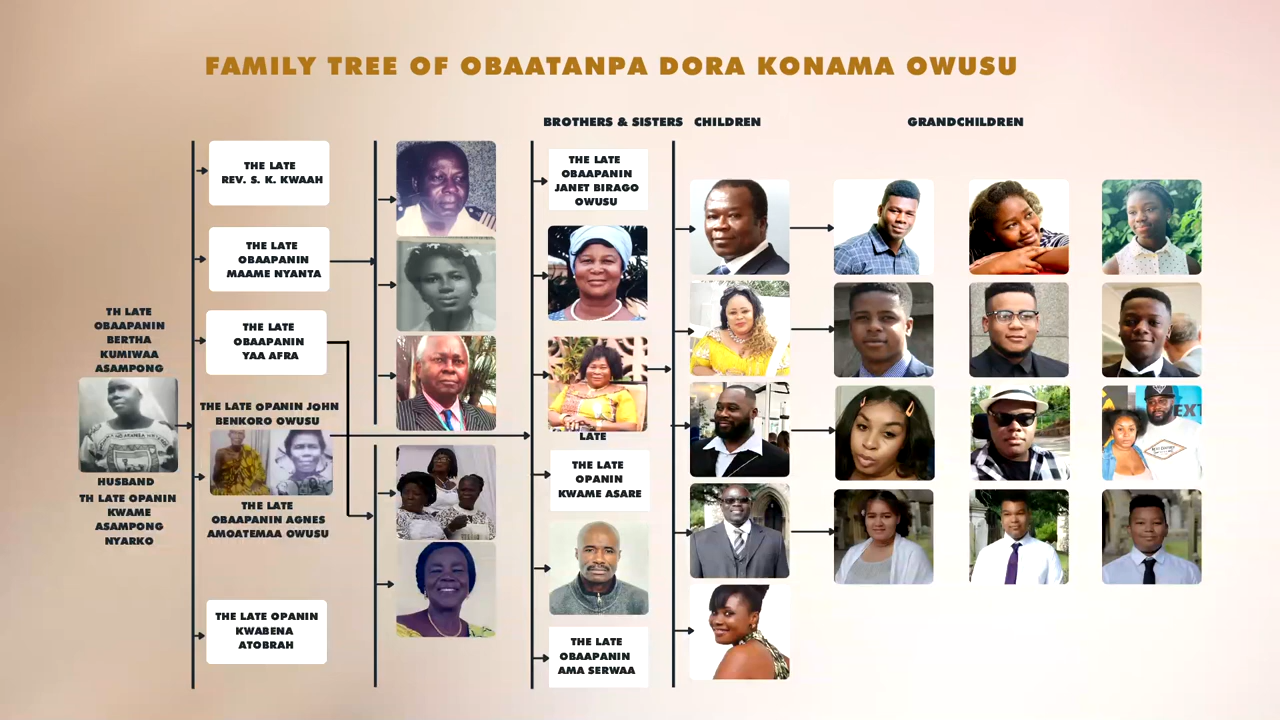 FAMILY TREE OF OBAATANPA DORA KONAMA OWUSU
BROTHERS & SISTERS
CHILDREN
GRANDCHILDREN
TH LATE
OBAAPANIN
BERTHA
KUMIWAA
ASAMPONG
HUSBAND
TH LATE OPANIN
KWAME
ASAMPONG
NYARKO
THE LATE
REV. S. K. KWAAH
THE LATE
OBAAPANIN
MAAME NYANTA
THE LATE
OBAAPANIN
YAA AFRA
THE LATE OPANIN JOHN
BENKORO OWUSU
THE LATE
OBAAPANIN AGNES
AMOATEMAA OWUSU
THE LATE OPANIN
KWABENA
ATOBRAH
THE LATE
OBAAPANIN
JANET BIRAGO
OWUSU
LATE
THE LATE
OPANIN
KWAME ASARE
THE LATE
OBAAPANIN
AMA SERWAA
EXT